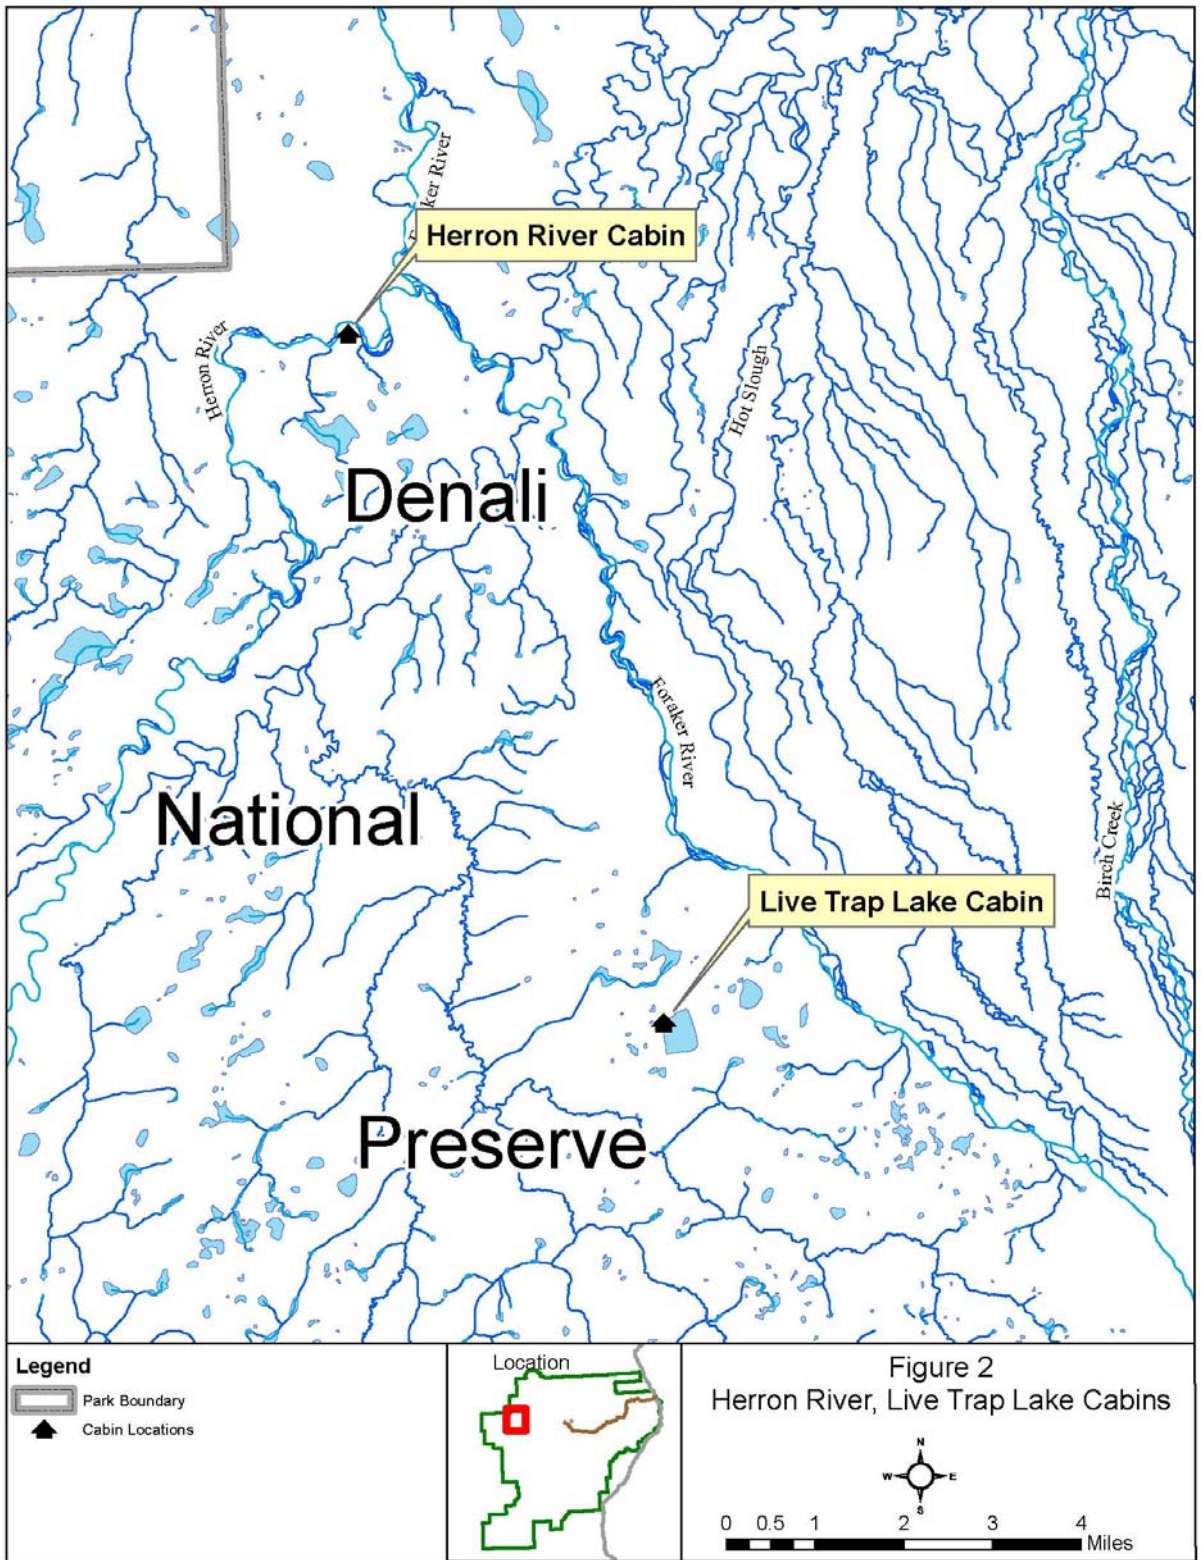 ker River
Herron River Cabin
Herron River
Hot Slough
Denali
Foraker River
National
Birch Creek
Live Trap Lake Cabin
Preserve
Legend
Park Boundary
Cabin Locations
Location
Figure 2
Herron River, Live Trap Lake Cabins
N
W E
S
0 0.5 1 2 3 4
Miles